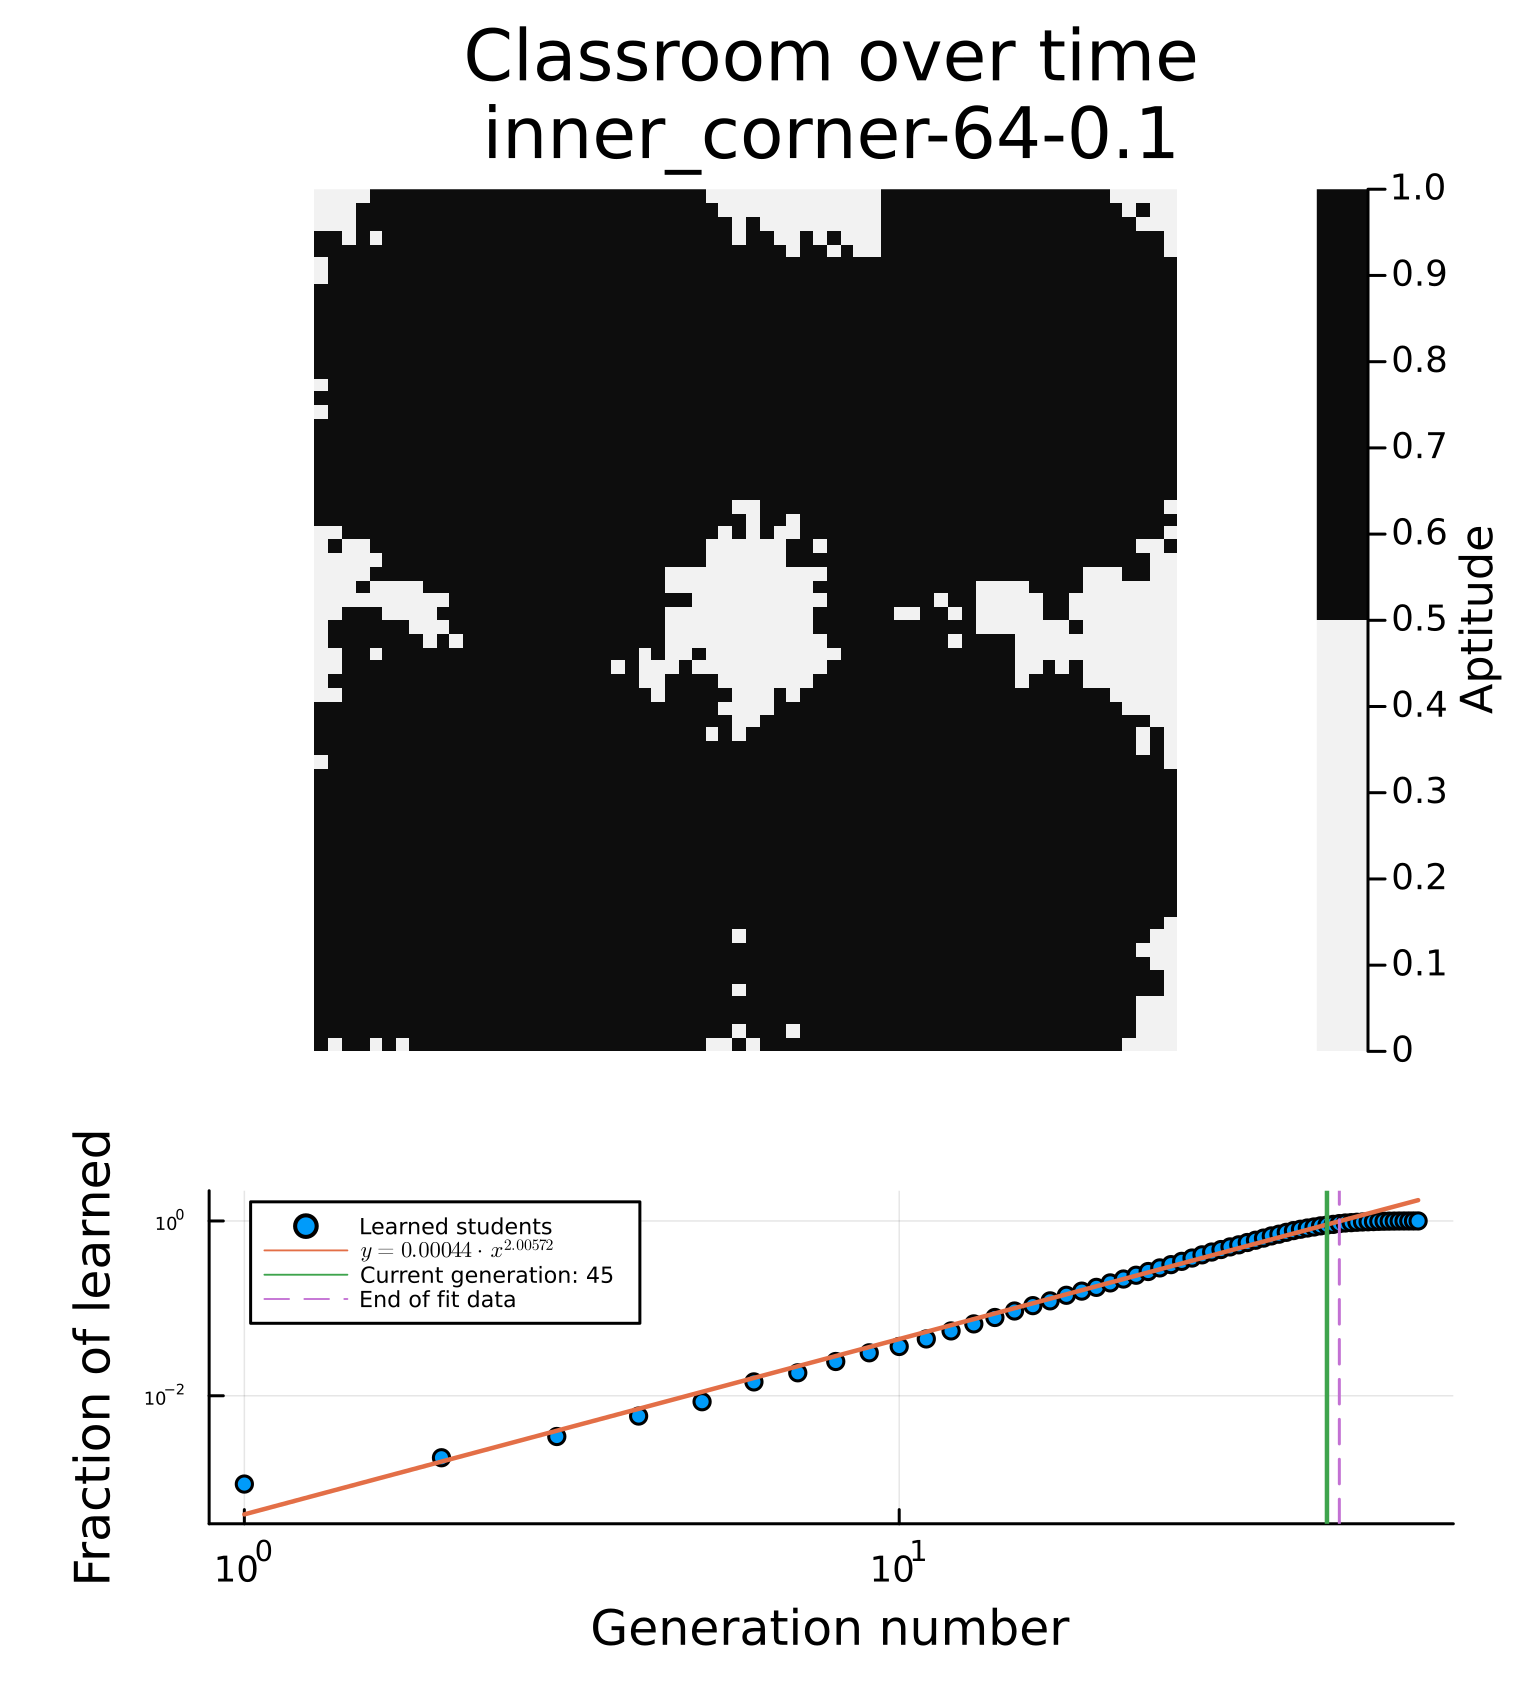 Classroom over time
inner_corner-64-0.1
1.0
0.9
0.8
0.7
0.6
0.5
0.4
0.3
0.2
0.1
0
Aptitude
Fraction of learned
10⁰
10⁻²
Learned students
y = 0.00044 · x^2.00572
Current generation: 45
End of fit data
10⁰
10¹
Generation number